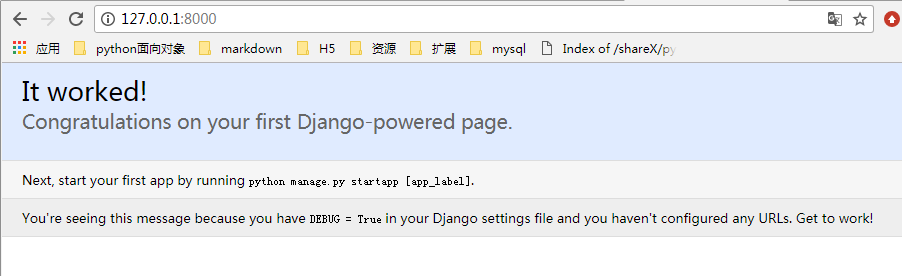 127.0.0.1:8000
应用 python面向对象 markdown H5 资源 扩展 mysql Index of /shareX/py
It worked!
Congratulations on your first Django-powered page.
Next, start your first app by running python manage.py startapp [app_label].
You're seeing this message because you have DEBUG = True in your Django settings file and you haven't configured any URLs. Get to work!